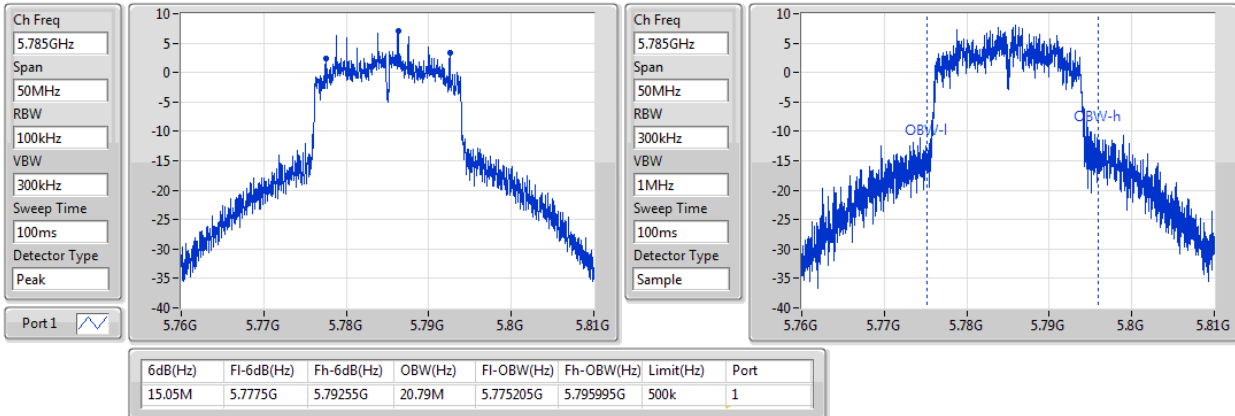 Ch Freq
5.785GHz
Span
50MHz
RBW
100kHz
VBW
300kHz
Sweep Time
100ms
Detector Type
Peak
Port 1
10
5
0
-5
-10
-15
-20
-25
-30
-35
-40
5.76G 5.77G 5.78G 5.79G 5.8G 5.81G
Ch Freq
5.785GHz
Span
50MHz
RBW
300kHz
VBW
1MHz
Sweep Time
100ms
Detector Type
Sample
10
5
0
-5
-10
-15
-20
-25
-30
-35
-40
OBW-l
OBW-h
5.76G 5.77G 5.78G 5.79G 5.8G 5.81G
6dB(Hz) Fl-6dB(Hz) Fh-6dB(Hz) OBW(Hz) Fl-OBW(Hz) Fh-OBW(Hz) Limit(Hz) Port
15.05M 5.7775G 5.79255G 20.79M 5.775205G 5.795995G 500k 1